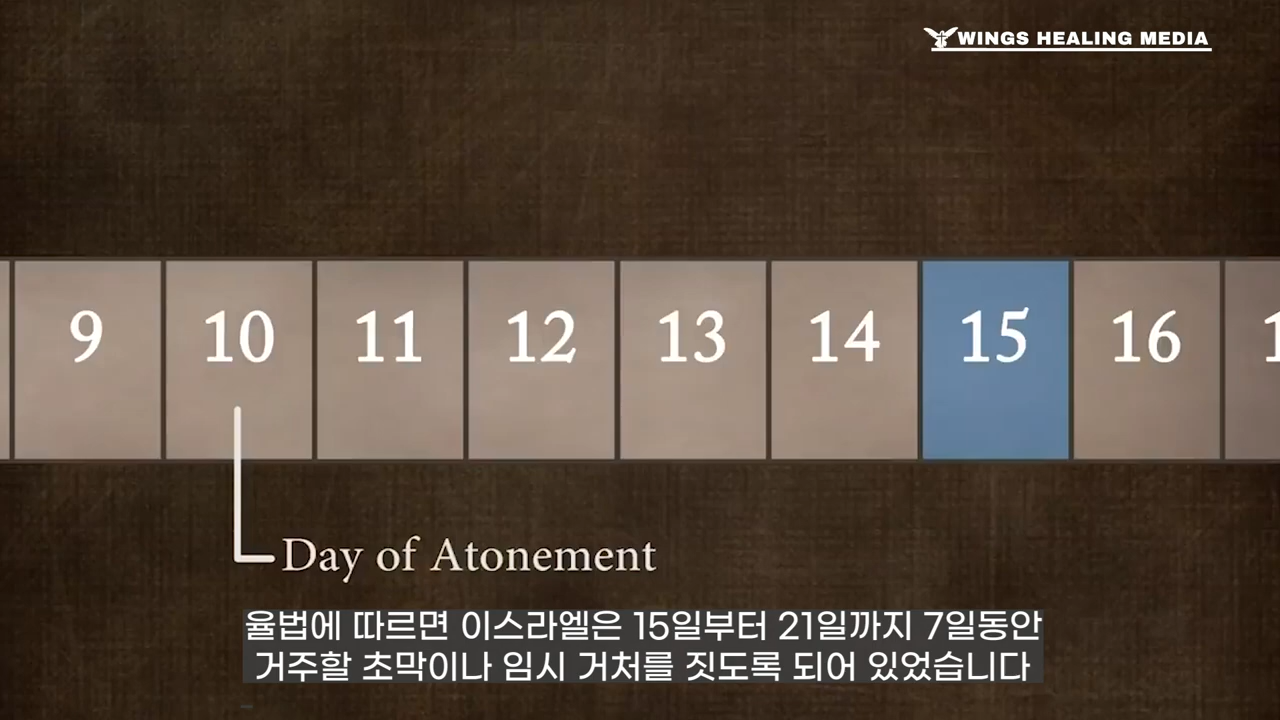 WINGS HEALING MEDIA
9 10 11 12 13 14 15 16
Day of Atonement
율법에 따르면 이스라엘은 15일부터 21일까지 7일동안
거주할 초막이나 임시 거처를 짓도록 되어 있었습니다